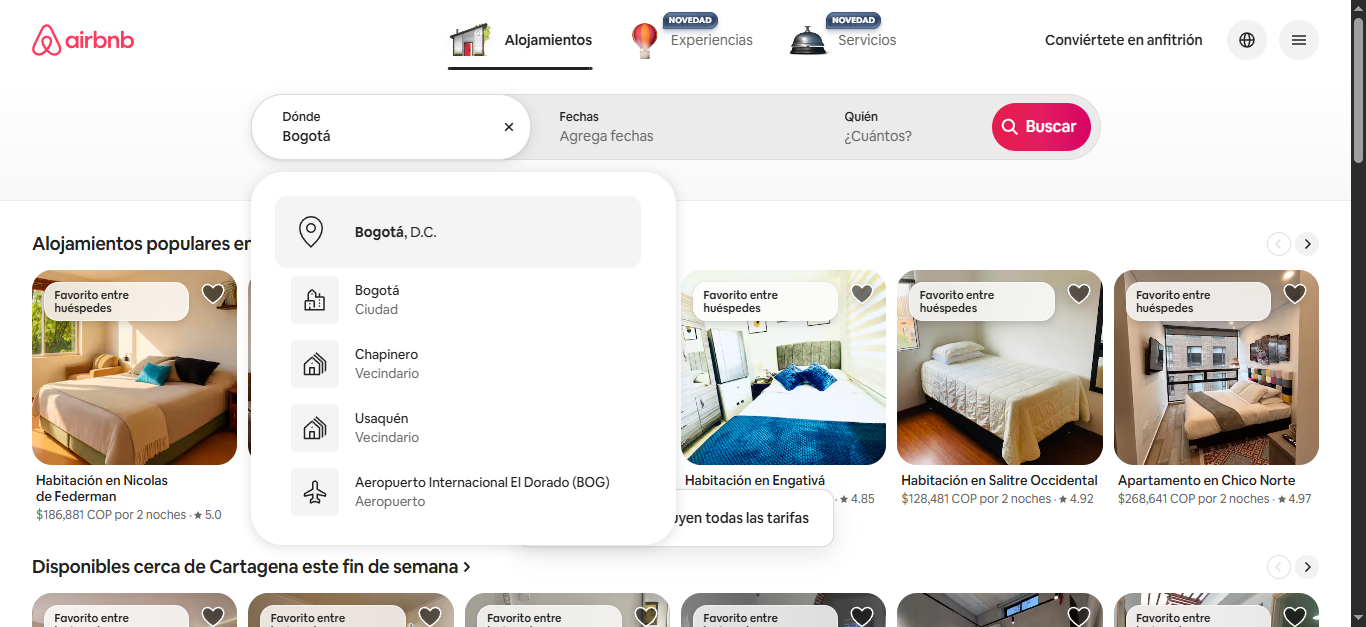 airbnb
Alojamientos
NOVEDAD
Experiencias
NOVEDAD
Servicios
Conviértete en anfitrión
Dónde
Bogotá
Fechas
Agrega fechas
Quién
¿Cuántos?
Buscar
Bogotá, D.C.
Bogotá
Ciudad
Chapinero
Vecindario
Usaquén
Vecindario
Aeropuerto Internacional El Dorado (BOG)
Aeropuerto
Alojamientos populares en
Favorito entre
huéspedes
Habitación en Nicolas
de Federman
$186,881 COP por 2 noches · ★ 5.0
Favorito entre
huéspedes
Habitación en Engativá
★ 4.85
Favorito entre
huéspedes
Habitación en Salitre Occidental
$128,481 COP por 2 noches · ★ 4.92
Favorito entre
huéspedes
Apartamento en Chico Norte
$268,641 COP por 2 noches · ★ 4.97
uyen todas las tarifas
Disponibles cerca de Cartagena este fin de semana
Favorito entre
Favorito entre
Favorito entre
Favorito entre
Favorito entre
Favorito entre